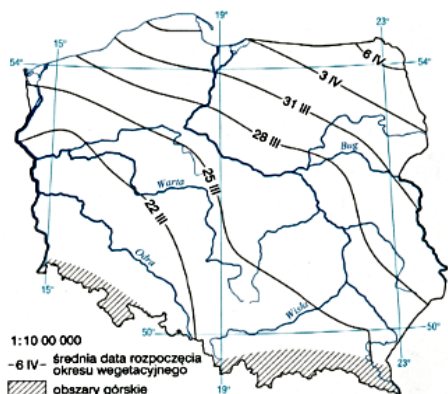 19°
23°
15°
54°
54°
6 IV
3 IV
31 III
28 III
25 III
22 III
Bug
Warta
Odra
Wisła
15°
50°
50°
19°
23°
1:10 00 000
-6 IV- średnia data rozpoczęcia
okresu wegetacyjnego
obszary górskie